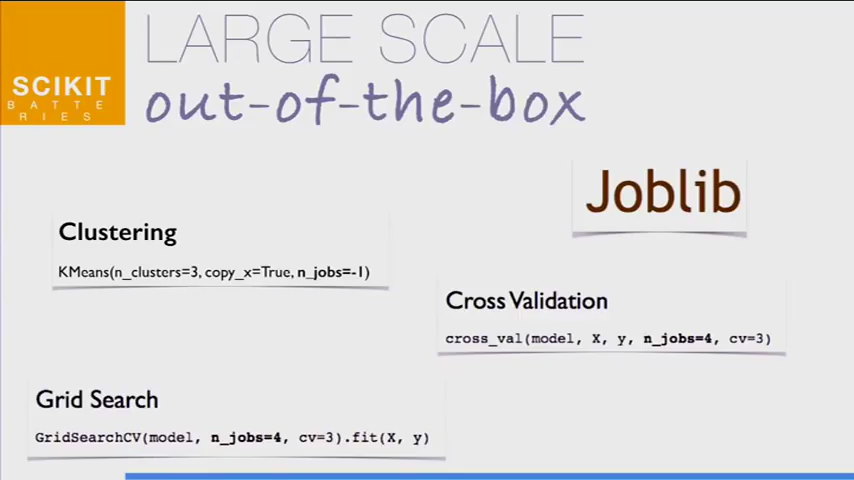 LARGE SCALE
out-of-the-box
SCIKIT
BATTE
RIES
Joblib
Clustering
KMeans(n_clusters=3, copy_x=True, n_jobs=-1)
Cross Validation
cross_val(model, X, y, n_jobs=4, cv=3)
Grid Search
GridSearchCV(model, n_jobs=4, cv=3).fit(X, y)